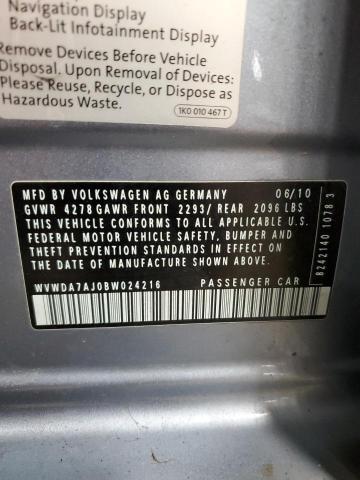 Navigation Display
Back-Lit Infotainment Display
Remove Devices Before Vehicle
Disposal. Upon Removal of Devices:
Please Reuse, Recycle, or Dispose as
Hazardous Waste.
1K0 010 467 T
MFD BY VOLKSWAGEN AG GERMANY 06/10
GVWR 4278 GAWR FRONT 2293/ REAR 2096 LBS
THIS VEHICLE CONFORMS TO ALL APPLICABLE U.S.
FEDERAL MOTOR VEHICLE SAFETY, BUMPER AND
THEFT PREVENTION STANDARDS IN EFFECT ON THE
DATE OF MANUFACTURE SHOWN ABOVE.
WVWDA7AJ0BW024216 PASSENGER CAR
8242140 1078 3